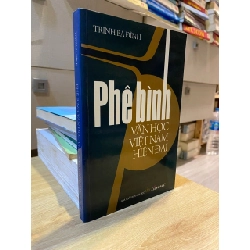 TRỊNH BÁ ĐĨNH
Phê bình
VĂN HỌC
VIỆT NAM
HIỆN ĐẠI